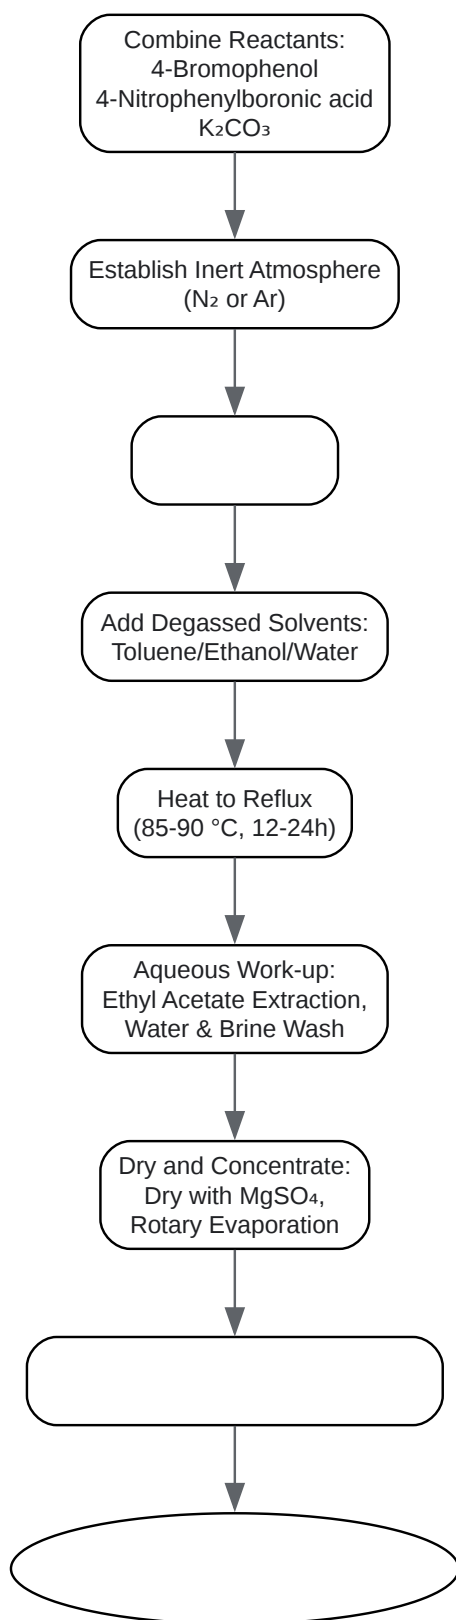 Combine Reactants:
4-Bromophenol
4-Nitrophenylboronic acid
K₂CO₃
Establish Inert Atmosphere
(N₂ or Ar)
Add Degassed Solvents:
Toluene/Ethanol/Water
Heat to Reflux
(85-90 °C, 12-24h)
Aqueous Work-up:
Ethyl Acetate Extraction,
Water & Brine Wash
Dry and Concentrate:
Dry with MgSO₄,
Rotary Evaporation